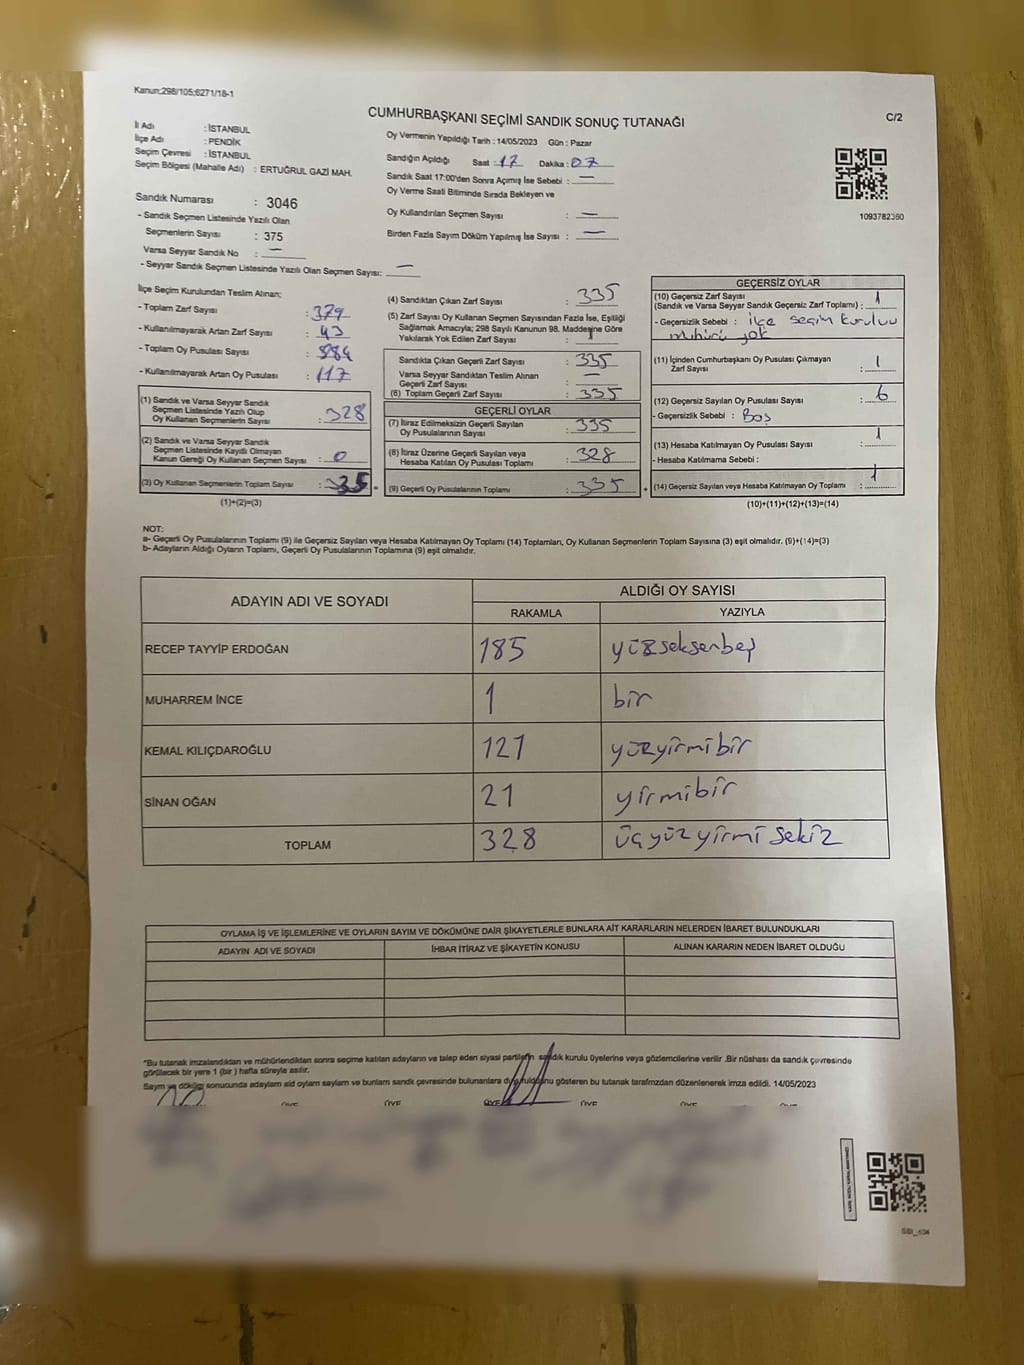 Kanun;298/105;6271/18-1
CUMHURBAŞKANI SEÇİMİ SANDIK SONUÇ TUTANAĞI
C/2
İl Adı : İSTANBUL
İlçe Adı : PENDİK
Seçim Çevresi : İSTANBUL
Seçim Bölgesi (Mahalle Adı) : ERTUĞRUL GAZİ MAH.
Sandık Numarası : 3046
- Sandık Seçmen Listesinde Yazılı Olan
Seçmenlerin Sayısı : 375
Varsa Seyyar Sandık No : —
- Seyyar Sandık Seçmen Listesinde Yazılı Olan Seçmen Sayısı: —
Oy Vermenin Yapıldığı Tarih : 14/05/2023 Gün : Pazar
Sandığın Açıldığı Saat : 17 Dakika : 07
Sandık Saat 17:00'den Sonra Açımış İse Sebebi : —
Oy Verme Saati Bitiminde Sırada Bekleyen ve
Oy Kullandırılan Seçmen Sayısı : —
Birden Fazla Sayım Döküm Yapılmış İse Sayısı : —
1093782360
İlçe Seçim Kurulundan Teslim Alınan;
- Toplam Zarf Sayısı : 379
- Kullanılmayarak Artan Zarf Sayısı : 43
- Toplam Oy Pusulası Sayısı :
- Kullanılmayarak Artan Oy Pusulası : 117
(1) Sandık ve Varsa Seyyar Sandık
Seçmen Listesinde Yazılı Olup
Oy Kullanan Seçmenlerin Sayısı : 328
(2) Sandık ve Varsa Seyyar Sandık
Seçmen Listesinde Kayıtlı Olmayan
Kanun Gereği Oy Kullanan Seçmen Sayısı : 0
(3) Oy Kullanan Seçmenlerin Toplam Sayısı :
(1)+(2)=(3)
(4) Sandıktan Çıkan Zarf Sayısı : 335
(5) Zarf Sayısı Oy Kullanan Seçmen Sayısından Fazla İse, Eşitliği
Sağlamak Amacıyla; 298 Sayılı Kanunun 98. Maddesine Göre
Yakılarak Yok Edilen Zarf Sayısı :
Sandıkta Çıkan Geçerli Zarf Sayısı : 335
Varsa Seyyar Sandıktan Teslim Alınan
Geçerli Zarf Sayısı : —
(6) Toplam Geçerli Zarf Sayısı : 335
GEÇERLİ OYLAR
(7) İtiraz Edilmeksizin Geçerli Sayılan
Oy Pusulalarının Sayısı : 335
(8) İtiraz Üzerine Geçerli Sayılan veya
Hesaba Katılan Oy Pusulası Toplamı : 328
(9) Geçerli Oy Pusulalarının Toplamı : 335
GEÇERSİZ OYLAR
(10) Geçersiz Zarf Sayısı
(Sandık ve Varsa Seyyar Sandık Geçersiz Zarf Toplamı) : 1
- Geçersizlik Sebebi : ilçe seçim kurulu
mühürü yok
(11) İçinden Cumhurbaşkanı Oy Pusulası Çıkmayan
Zarf Sayısı : 1
(12) Geçersiz Sayılan Oy Pusulası Sayısı : 6
- Geçersizlik Sebebi : Boş
(13) Hesaba Katılmayan Oy Pusulası Sayısı : 1
- Hesaba Katılmama Sebebi :
(14) Geçersiz Sayılan veya Hesaba Katılmayan Oy Toplamı : 1
(10)+(11)+(12)+(13)=(14)
NOT:
a- Geçerli Oy Pusulalarının Toplamı (9) ile Geçersiz Sayılan veya Hesaba Katılmayan Oy Toplamı (14) Toplamları, Oy Kullanan Seçmenlerin Toplam Sayısına (3) eşit olmalıdır. (9)+(14)=(3)
b- Adayların Aldığı Oyların Toplamı, Geçerli Oy Pusulalarının Toplamına (9) eşit olmalıdır.
ADAYIN ADI VE SOYADI
ALDIĞI OY SAYISI
RAKAMLA YAZIYLA
RECEP TAYYİP ERDOĞAN 185 yüzseksenbeş
MUHARREM İNCE 1 bir
KEMAL KILIÇDAROĞLU 121 yüzyirmibir
SİNAN OĞAN 21 yirmibir
TOPLAM 328 üçyüzyirmi sekiz
OYLAMA İŞ VE İŞLEMLERİNE VE OYLARIN SAYIM VE DÖKÜMÜNE DAİR ŞİKAYETLERLE BUNLARA AİT KARARLARIN NELERDEN İBARET BULUNDUKLARI
ADAYIN ADI VE SOYADI İHBAR İTİRAZ VE ŞİKAYETİN KONUSU ALINAN KARARIN NEDEN İBARET OLDUĞU
*Bu tutanak imzalandıktan ve mühürlendikten sonra seçime katılan adayların ve talep eden siyasi partilerin sandık kurulu üyelerine veya gözlemcilerine verilir .Bir nüshası da sandık çevresinde
görülecek bir yere 1 (bir ) hafta süreyle asılır.
Sayım ve döküm sonucunda adayların aid oyların sayıların ve bunların sandık çevresinde bulunanlara duyurulduğunu gösteren bu tutanak tarafımızdan düzenlenerek imza edildi. 14/05/2023
ÜYE ÜYE ÜYE ÜYE ÜYE ÜYE